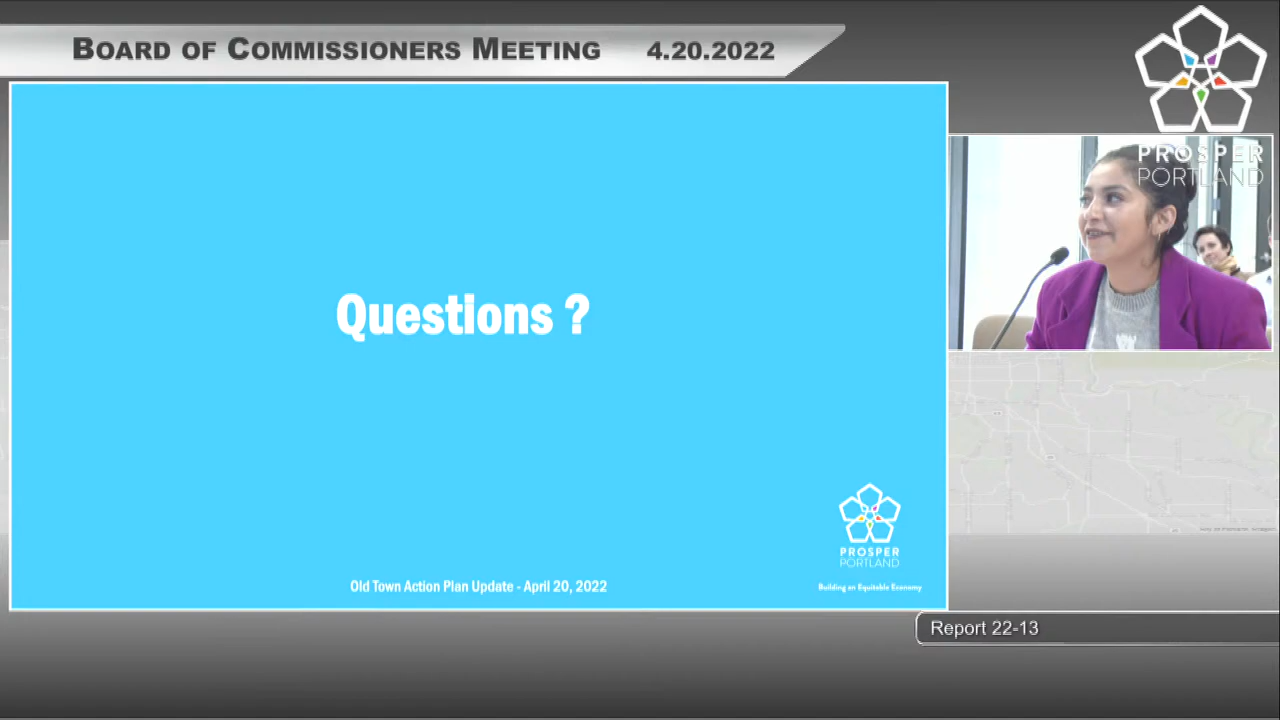 BOARD OF COMMISSIONERS MEETING 4.20.2022
PROSPER
PORTLAND
Questions ?
PROSPER
PORTLAND
Building an Equitable Economy
Old Town Action Plan Update - April 20, 2022
Report 22-13